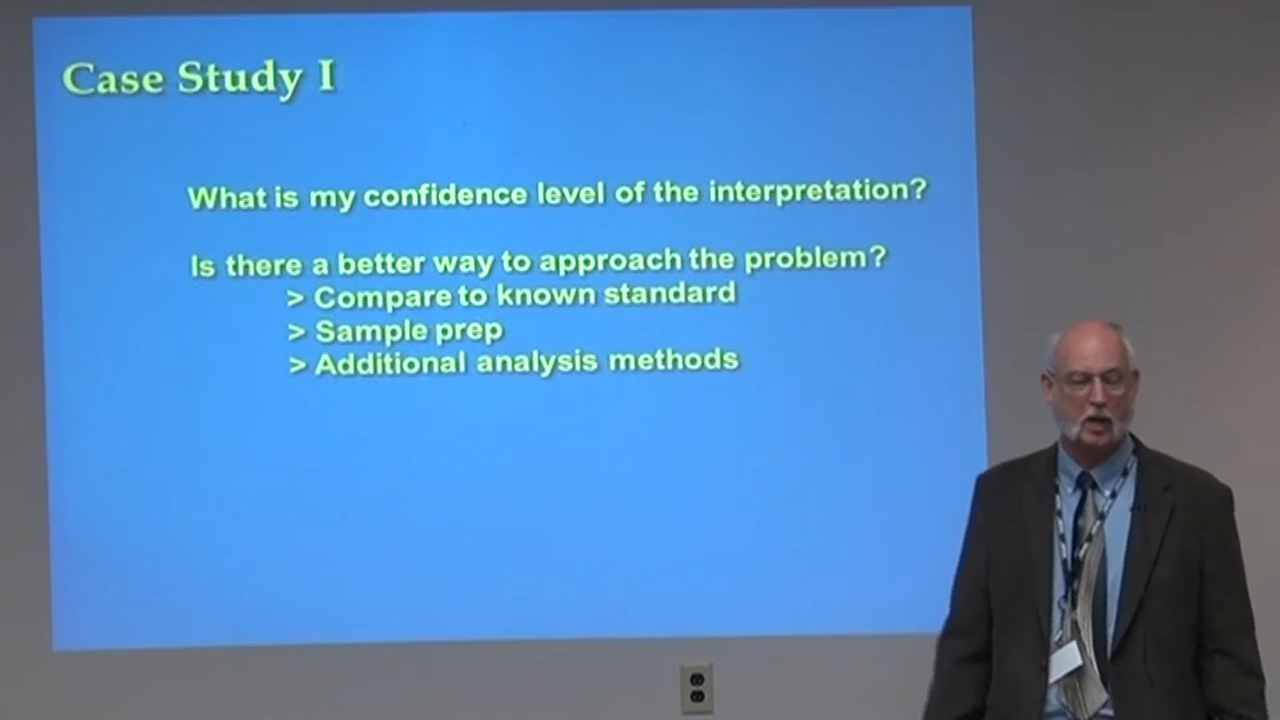 Case Study I
What is my confidence level of the interpretation?
Is there a better way to approach the problem?
> Compare to known standard
> Sample prep
> Additional analysis methods